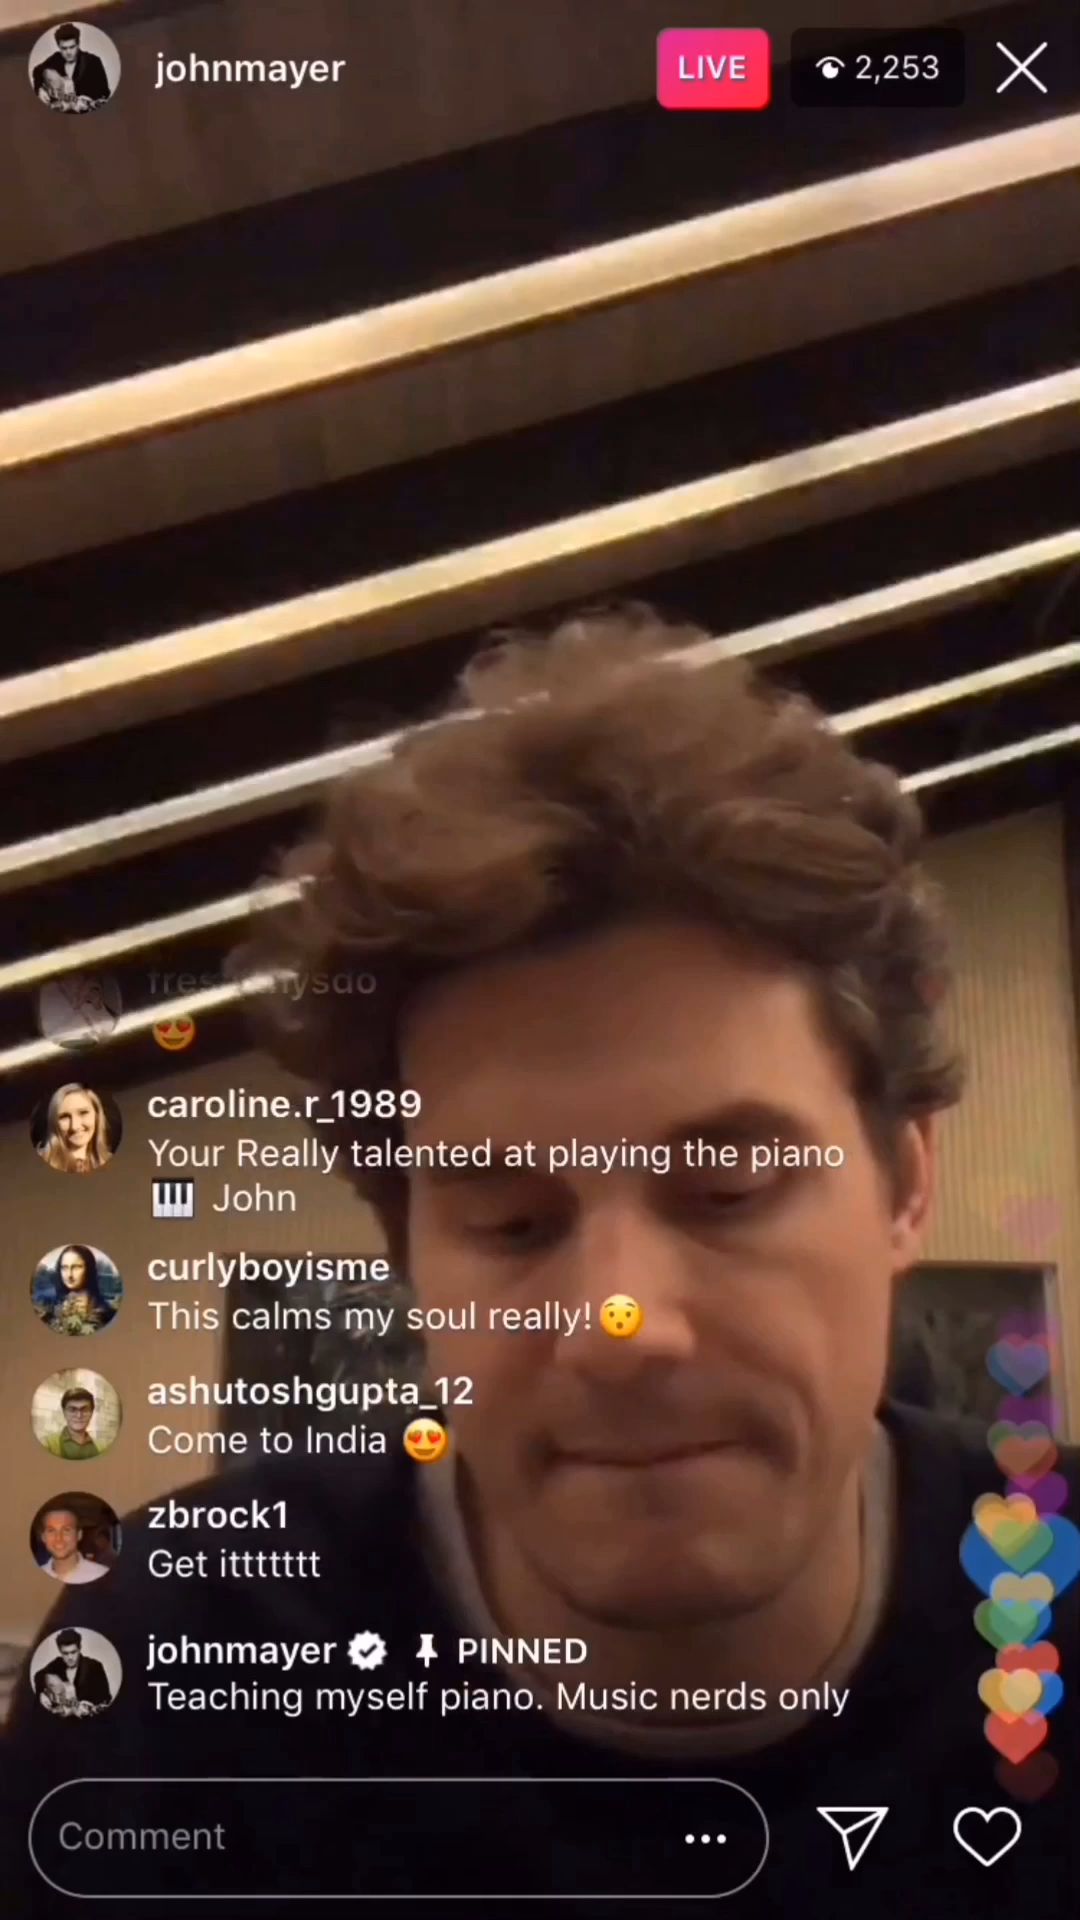 johnmayer
LIVE
2,253
caroline.r_1989
Your Really talented at playing the piano
🎹 John
curlyboyisme
This calms my soul really!😯
ashutoshgupta_12
Come to India 😍
zbrock1
Get ittttttt
johnmayer PINNED
Teaching myself piano. Music nerds only
Comment